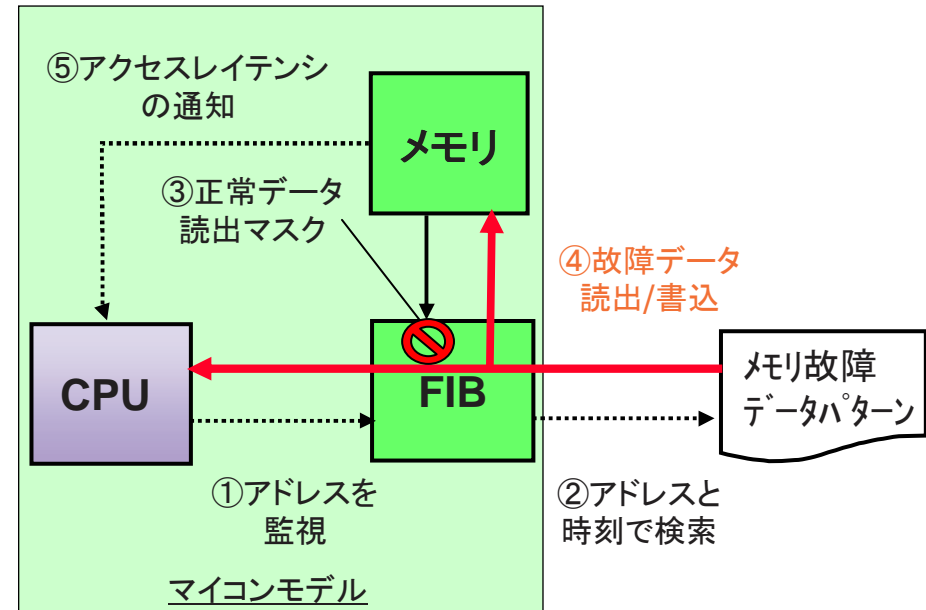 ⑤アクセスレイテンシ
の通知
メモリ
③正常データ
読出マスク
④故障データ
読出/書込
CPU
FIB
メモリ故障
データパターン
①アドレスを
監視
②アドレスと
時刻で検索
マイコンモデル